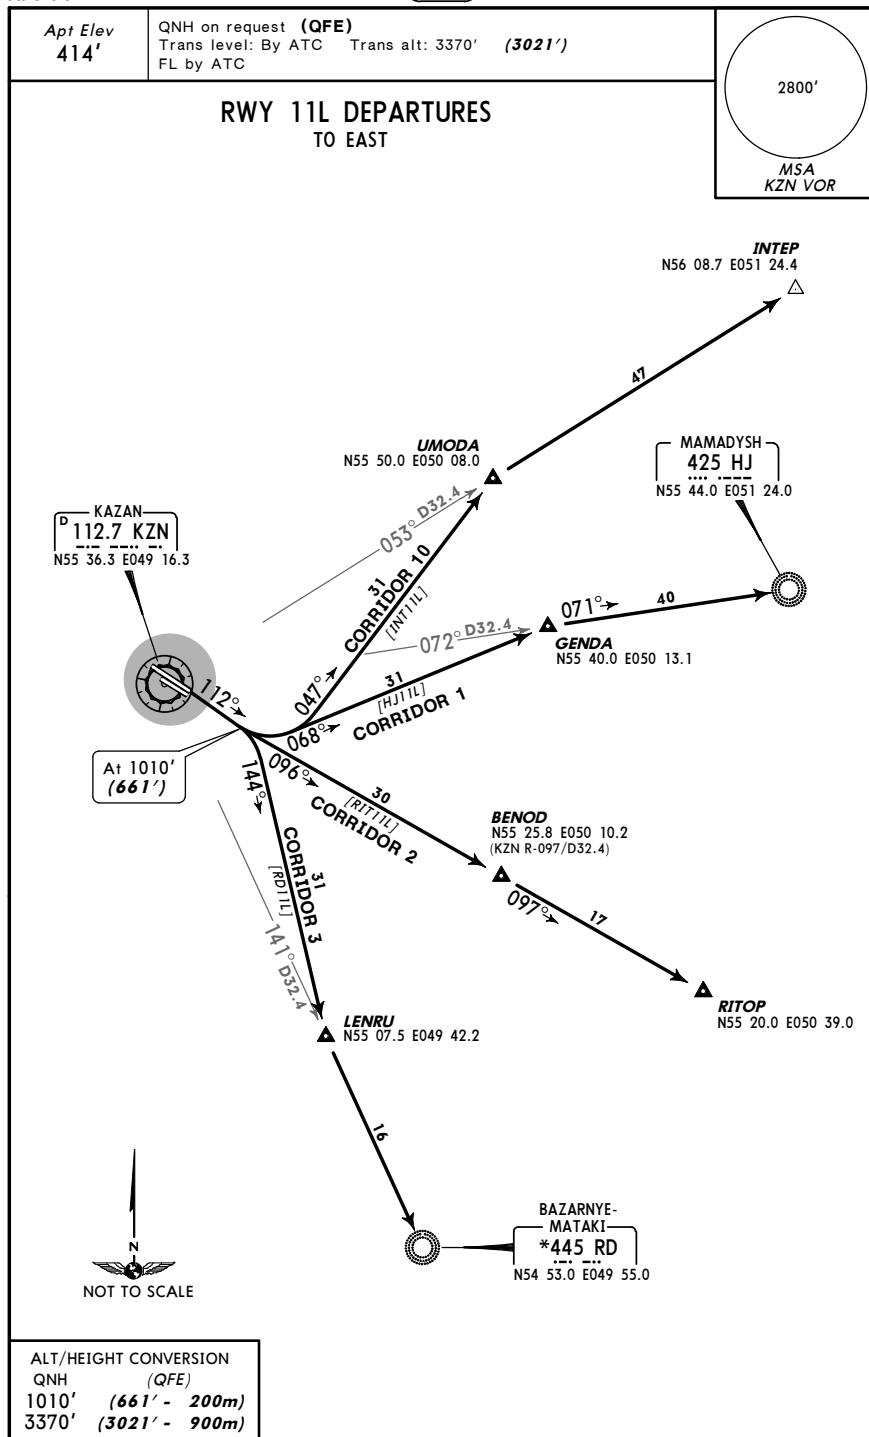 Apt Elev
414'
QNH on request (QFE)
Trans level: By ATC Trans alt: 3370' (3021')
FL by ATC
RWY 11L DEPARTURES
TO EAST
2800'
MSA
KZN VOR
INTEP
N56 08.7 E051 24.4
47
UMODA
N55 50.0 E050 08.0
MAMADYSH
425 HJ
N55 44.0 E051 24.0
KAZAN
D 112.7 KZN
N55 36.3 E049 16.3
053° D32.4
31
CORRIDOR 10
[INT11L]
047°
071°
40
072° D32.4
GENDA
N55 40.0 E050 13.1
31
[HJ11L]
CORRIDOR 1
068°
112°
At 1010'
(661')
096°
30
[RIT11L]
CORRIDOR 2
144°
BENOD
N55 25.8 E050 10.2
(KZN R-097/D32.4)
31
CORRIDOR 3
[RD11L]
097°
17
141° D32.4
RITOP
N55 20.0 E050 39.0
LENRU
N55 07.5 E049 42.2
16
BAZARNYE-
MATAKI
*445 RD
N54 53.0 E049 55.0
N
NOT TO SCALE
ALT/HEIGHT CONVERSION
QNH (QFE)
1010' (661' - 200m)
3370' (3021' - 900m)